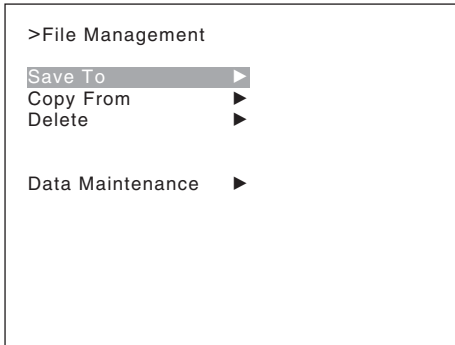 >File Management
Save To ▶
Copy From ▶
Delete ▶
Data Maintenance ▶